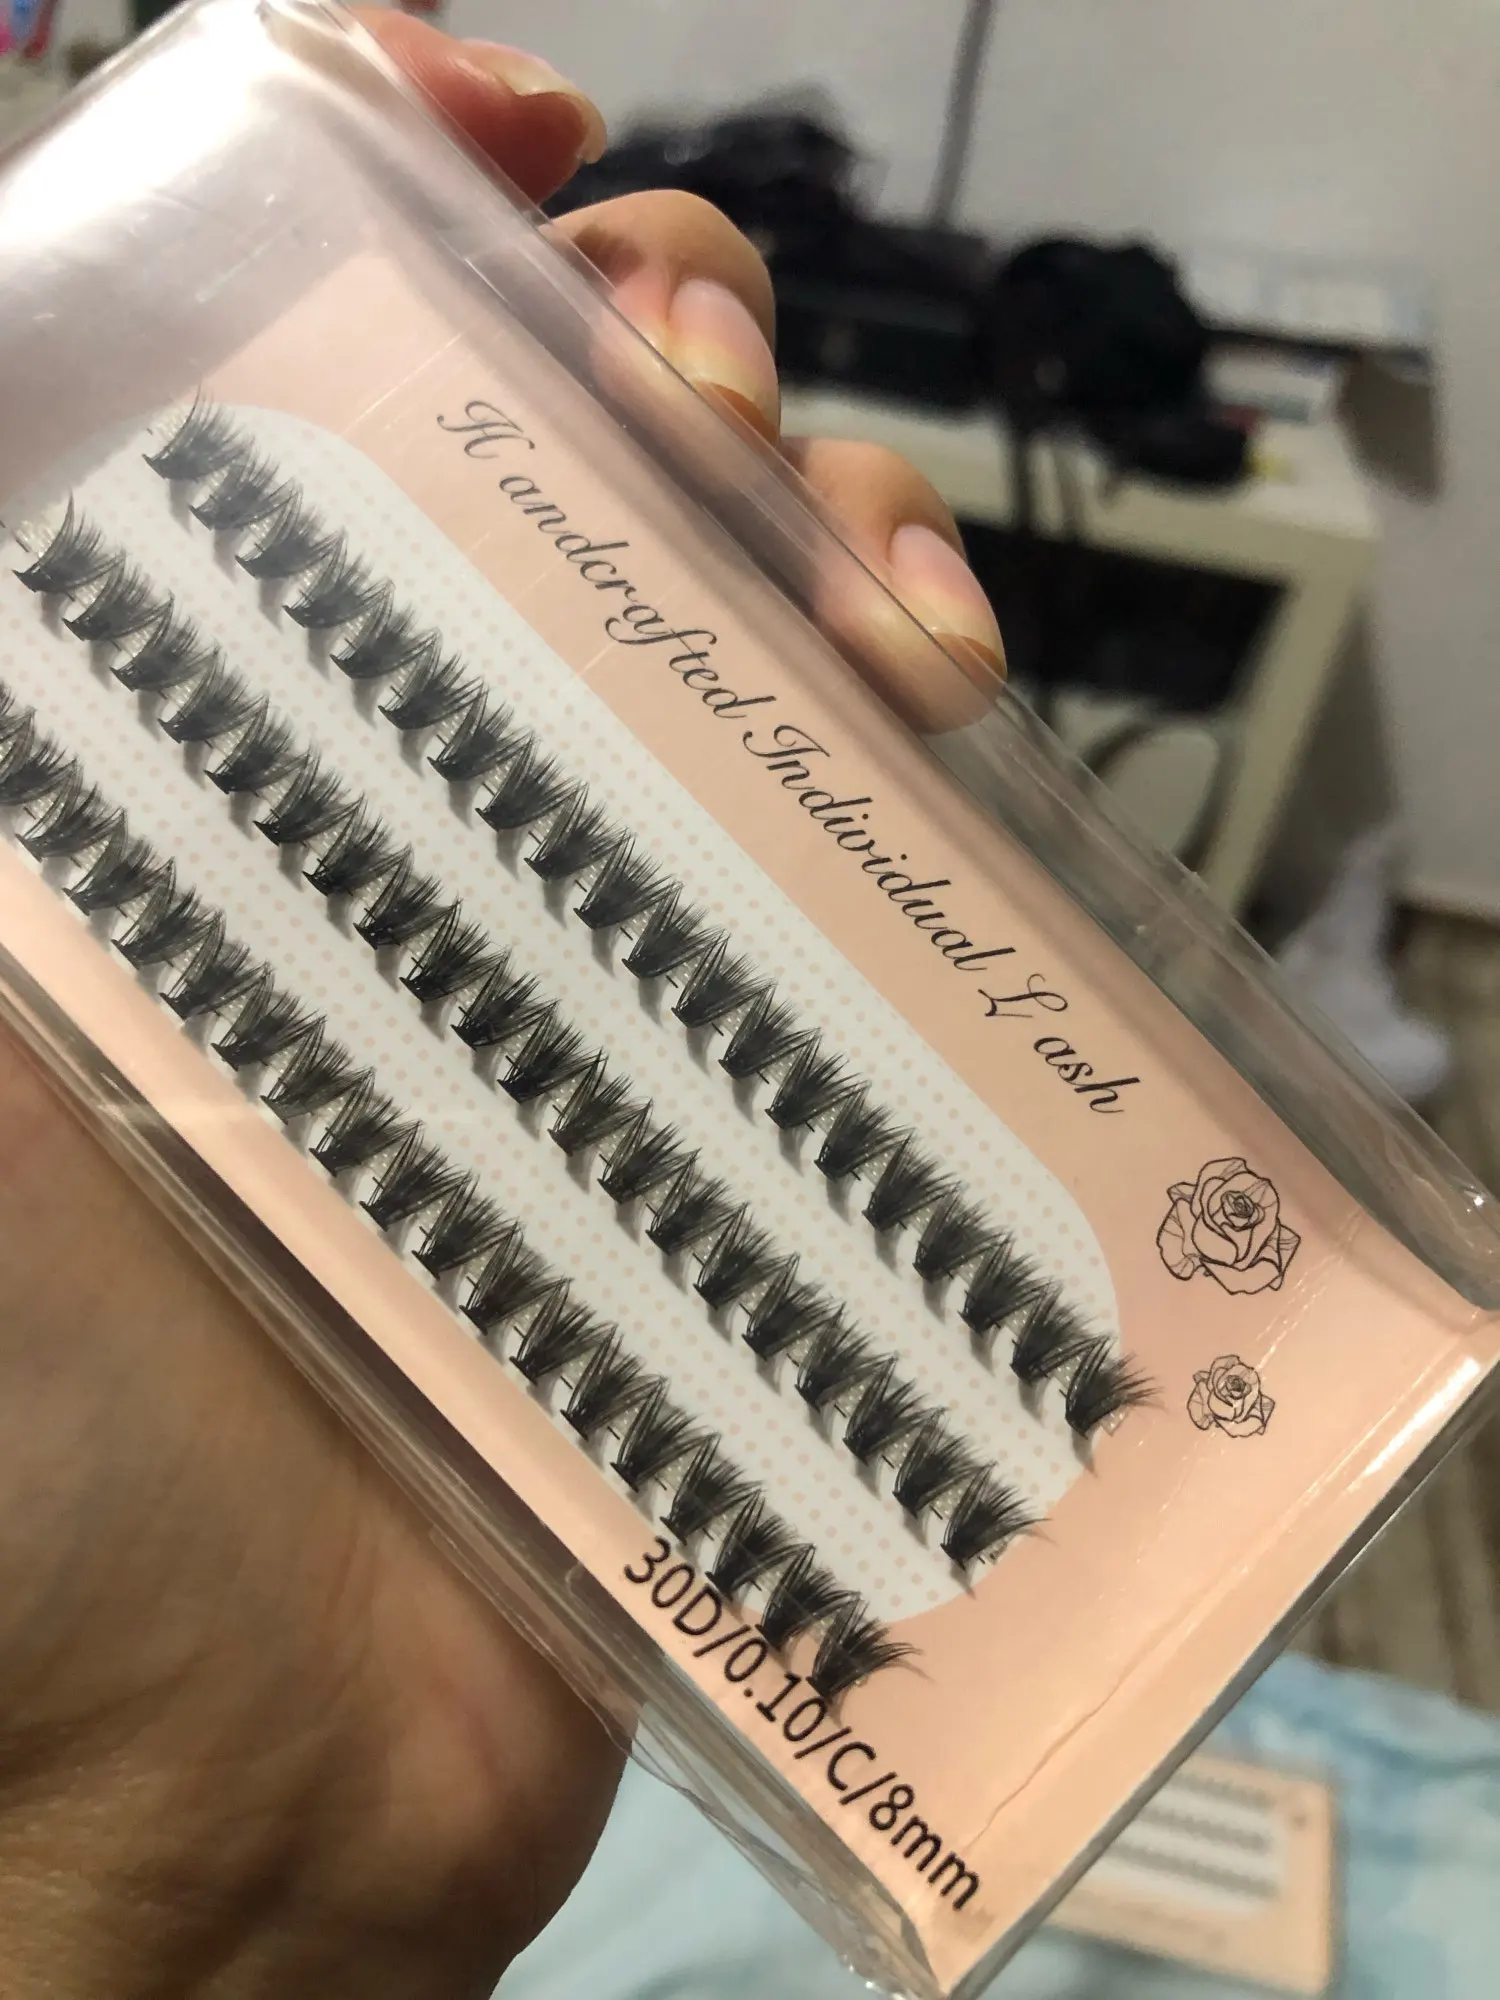 Handcrafted Individual Lash
30D/0.10/C/8mm